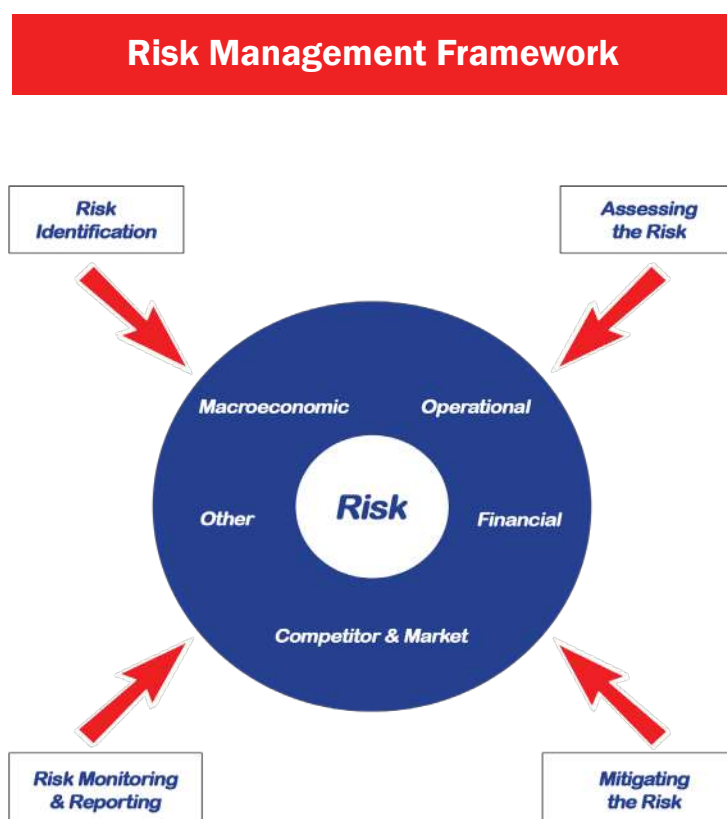 Risk Management Framework
Risk
Identification
Assessing
the Risk
Macroeconomic
Operational
Other
Risk
Financial
Competitor & Market
Risk Monitoring
& Reporting
Mitigating
the Risk